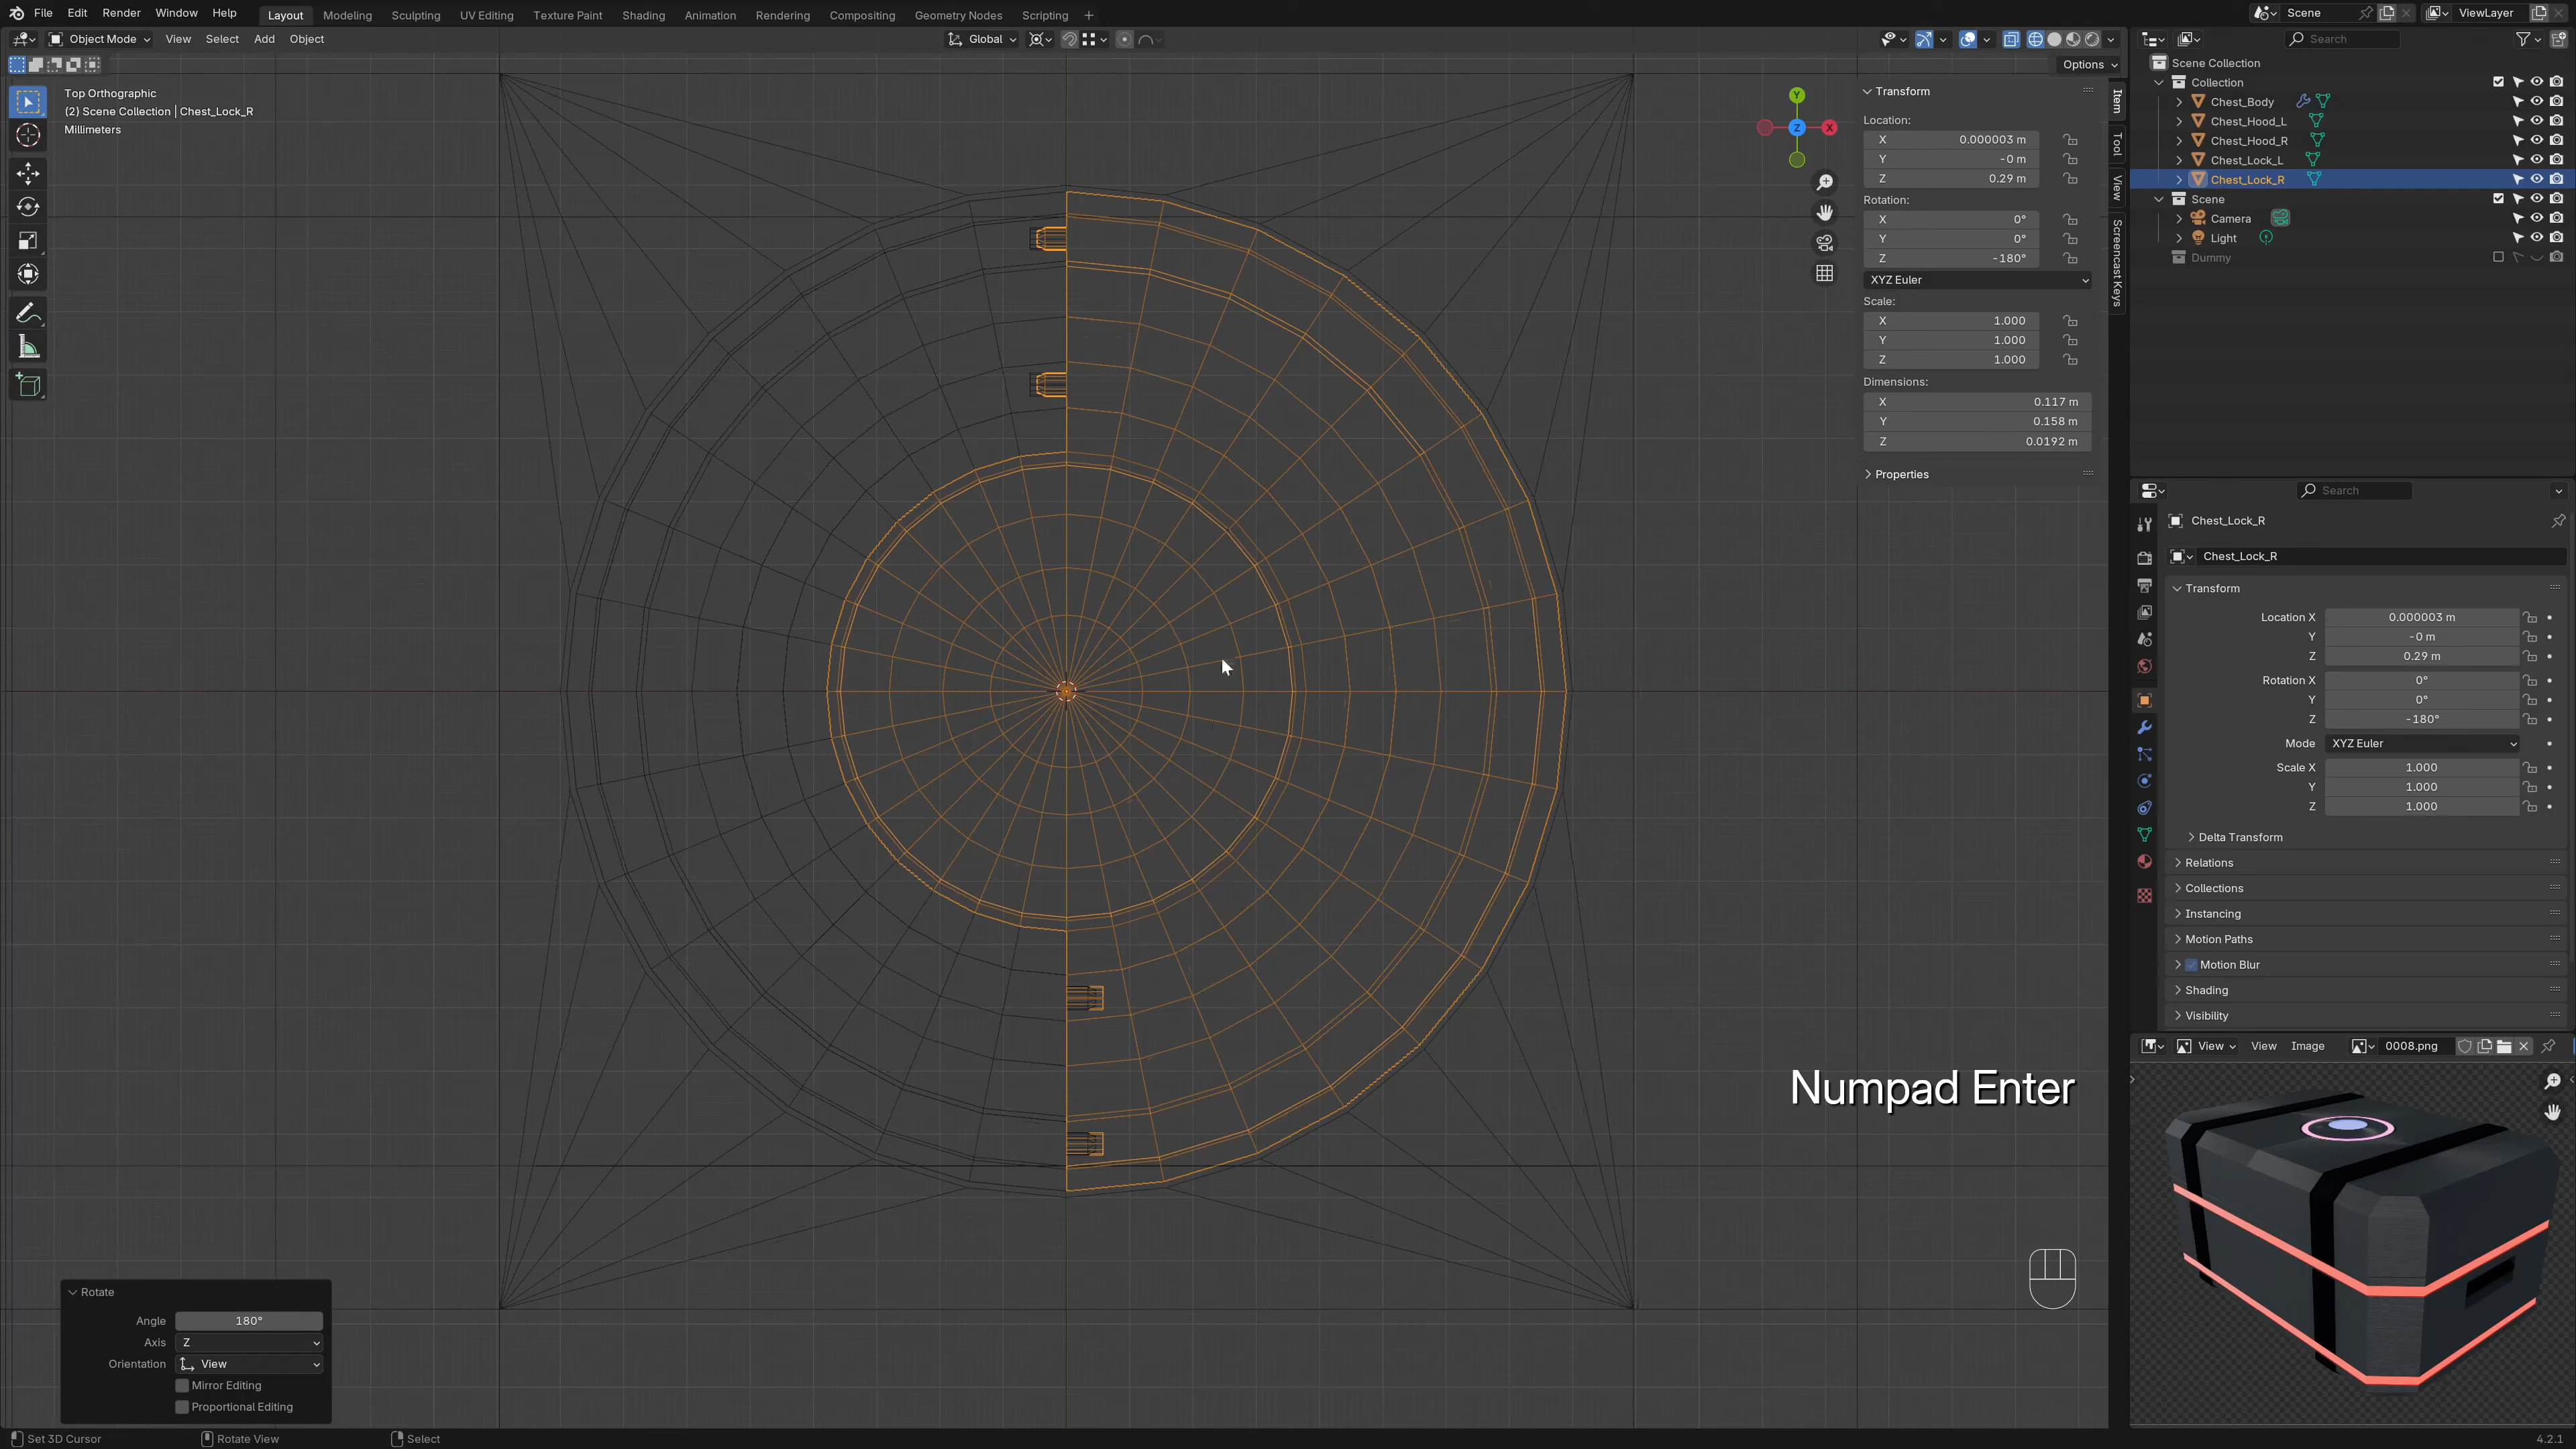 File Edit Render Window Help Layout Modeling Sculpting UV Editing Texture Paint Shading Animation Rendering Compositing Geometry Nodes Scripting + Scene ViewLayer
Object Mode View Select Add Object Global Search
Options
Top Orthographic
(2) Scene Collection | Chest_Lock_R
Millimeters
Y
Z
X
Transform
Location:
X 0.000003 m
Y -0 m
Z 0.29 m
Rotation:
X 0°
Y 0°
Z -180°
XYZ Euler
Scale:
X 1.000
Y 1.000
Z 1.000
Dimensions:
X 0.117 m
Y 0.158 m
Z 0.0192 m
Properties
Item
Tool
View
Screencast Keys
Scene Collection
Collection
Chest_Body
Chest_Hood_L
Chest_Hood_R
Chest_Lock_L
Chest_Lock_R
Scene
Camera
Light
Dummy
Search
Chest_Lock_R
Chest_Lock_R
Transform
Location X 0.000003 m
Y -0 m
Z 0.29 m
Rotation X 0°
Y 0°
Z -180°
Mode XYZ Euler
Scale X 1.000
Y 1.000
Z 1.000
Delta Transform
Relations
Collections
Instancing
Motion Paths
Motion Blur
Shading
Visibility
View View Image 0008.png
Numpad Enter
Rotate
Angle 180°
Axis Z
Orientation View
Mirror Editing
Proportional Editing
Set 3D Cursor Rotate View Select 4.2.1